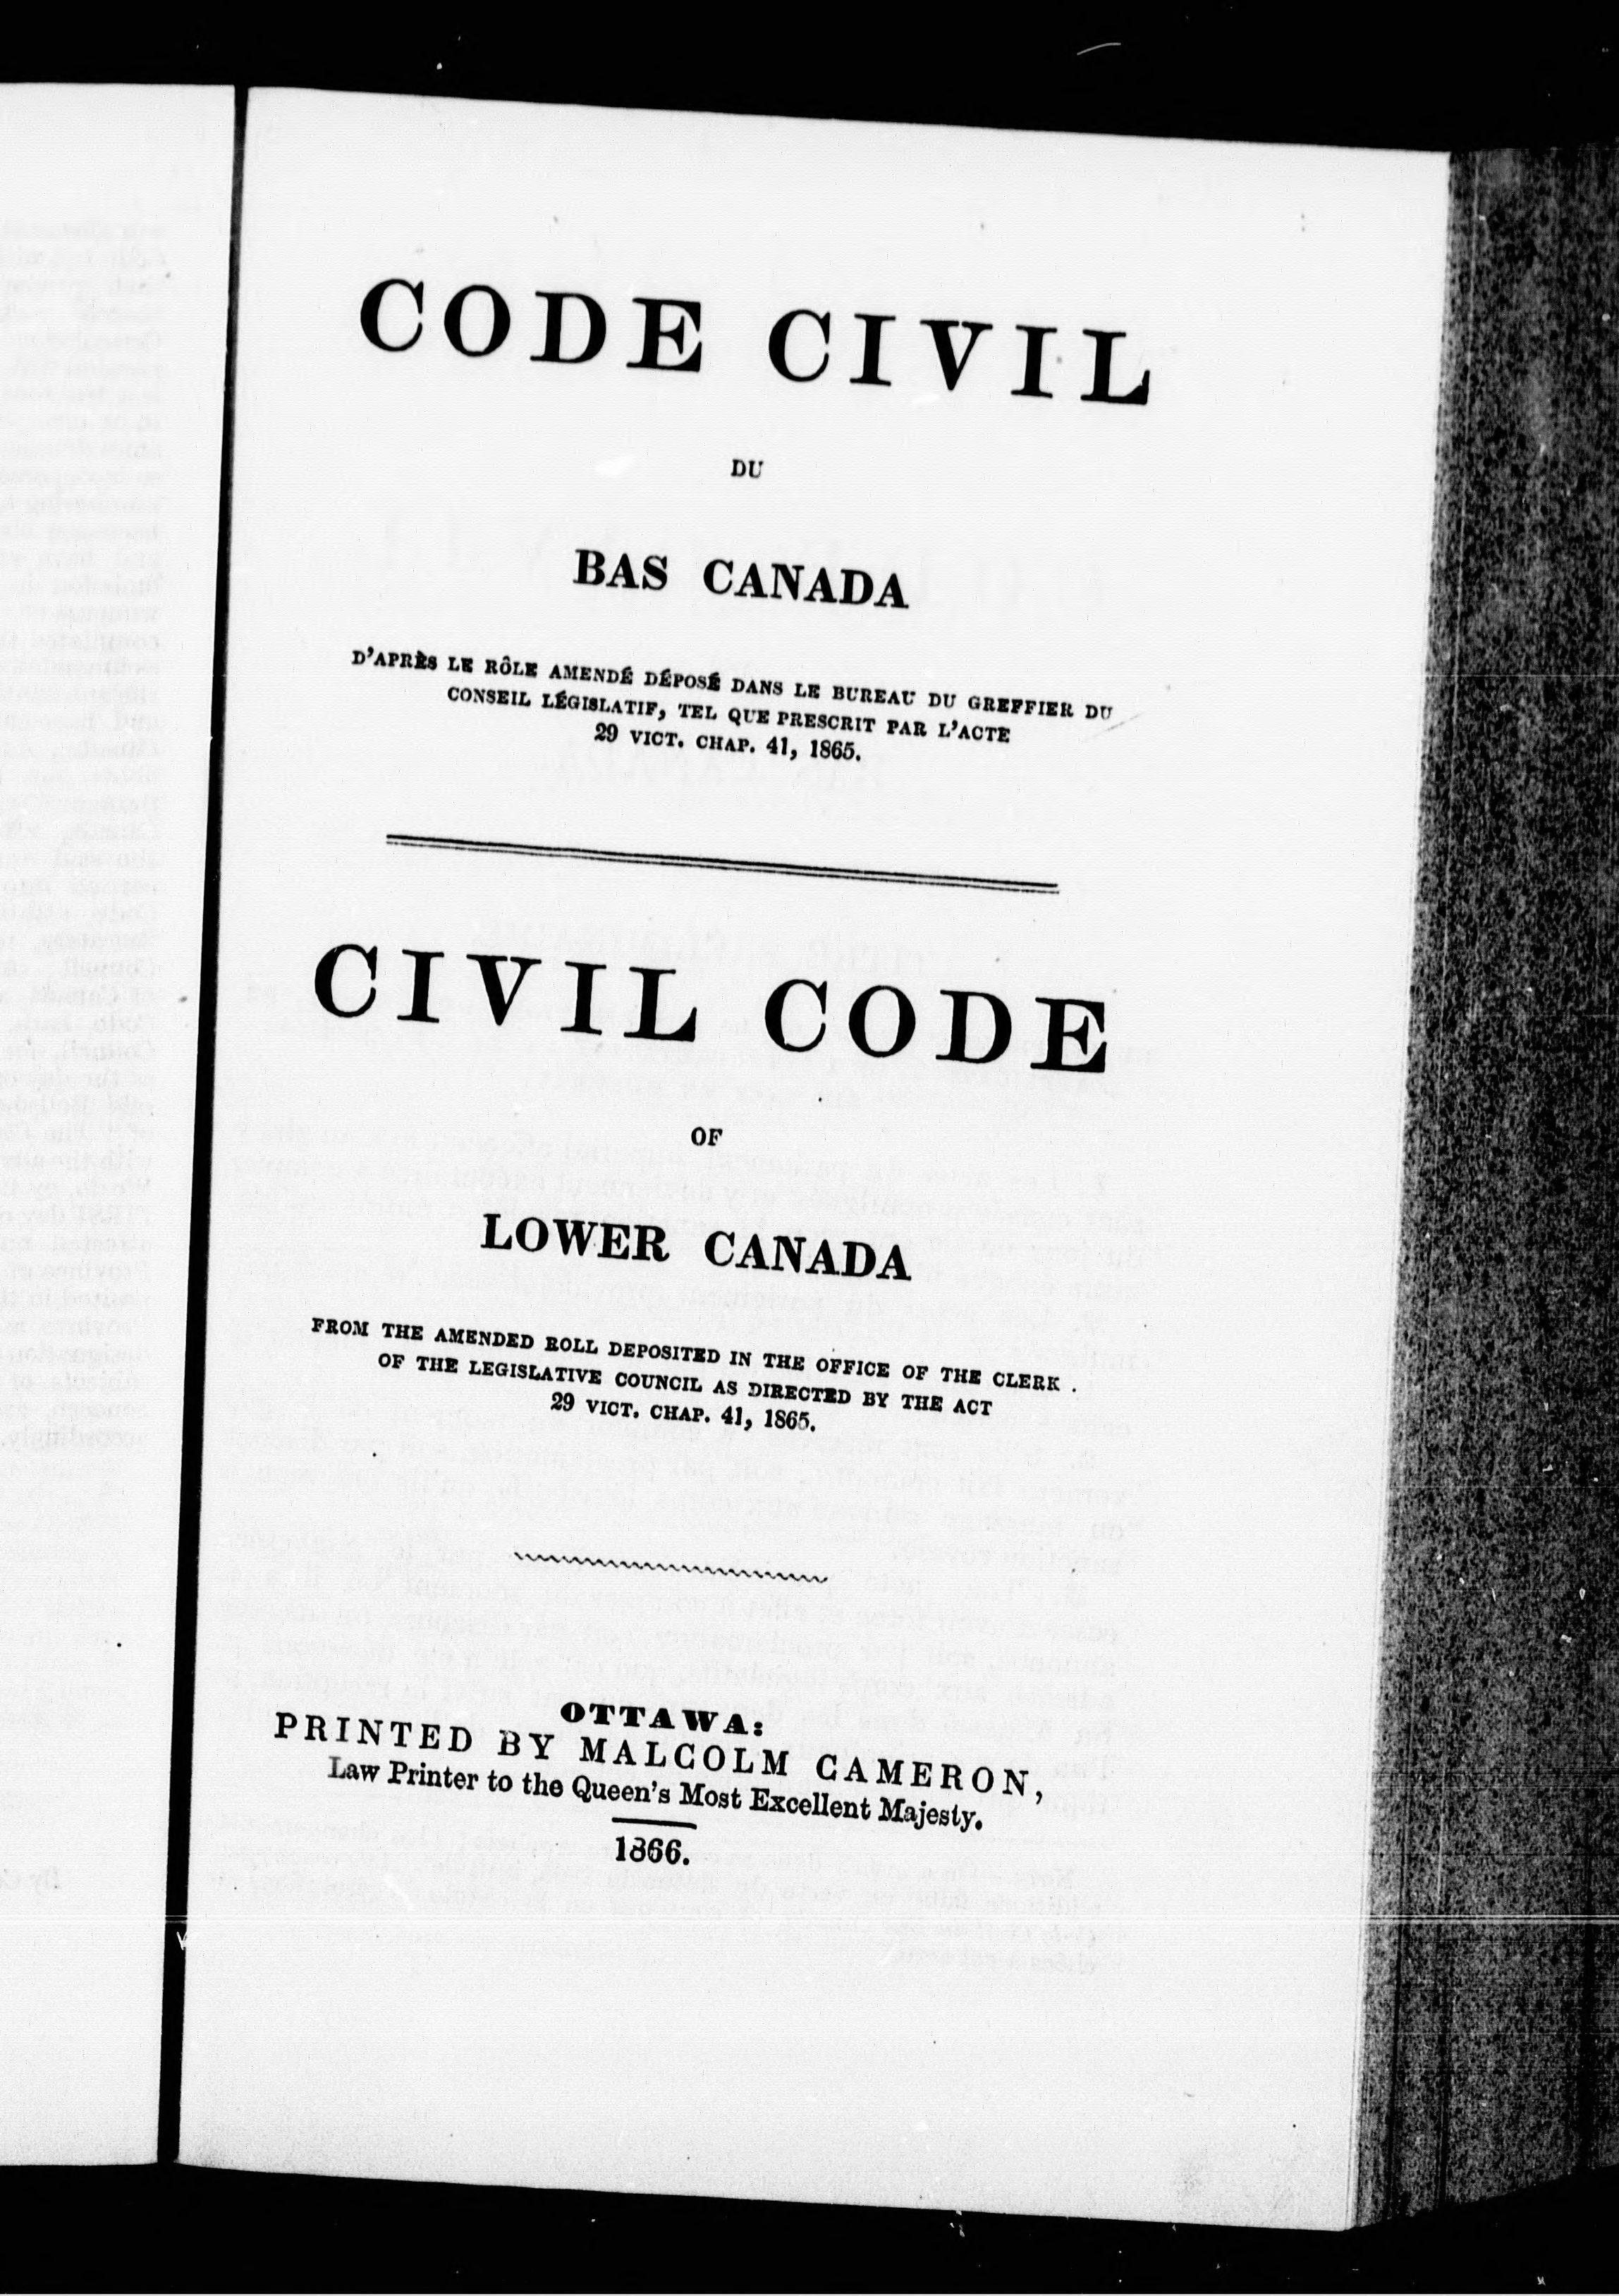 CODE CIVIL
DU
BAS CANADA
D'APRÈS LE RÔLE AMENDÉ DÉPOSÉ DANS LE BUREAU DU GREFFIER DU
CONSEIL LÉGISLATIF, TEL QUE PRESCRIT PAR L'ACTE
29 VICT. CHAP. 41, 1865.
CIVIL CODE
OF
LOWER CANADA
FROM THE AMENDED ROLL DEPOSITED IN THE OFFICE OF THE CLERK
OF THE LEGISLATIVE COUNCIL AS DIRECTED BY THE ACT
29 VICT. CHAP. 41, 1865.
OTTAWA:
PRINTED BY MALCOLM CAMERON,
Law Printer to the Queen's Most Excellent Majesty.
1866.